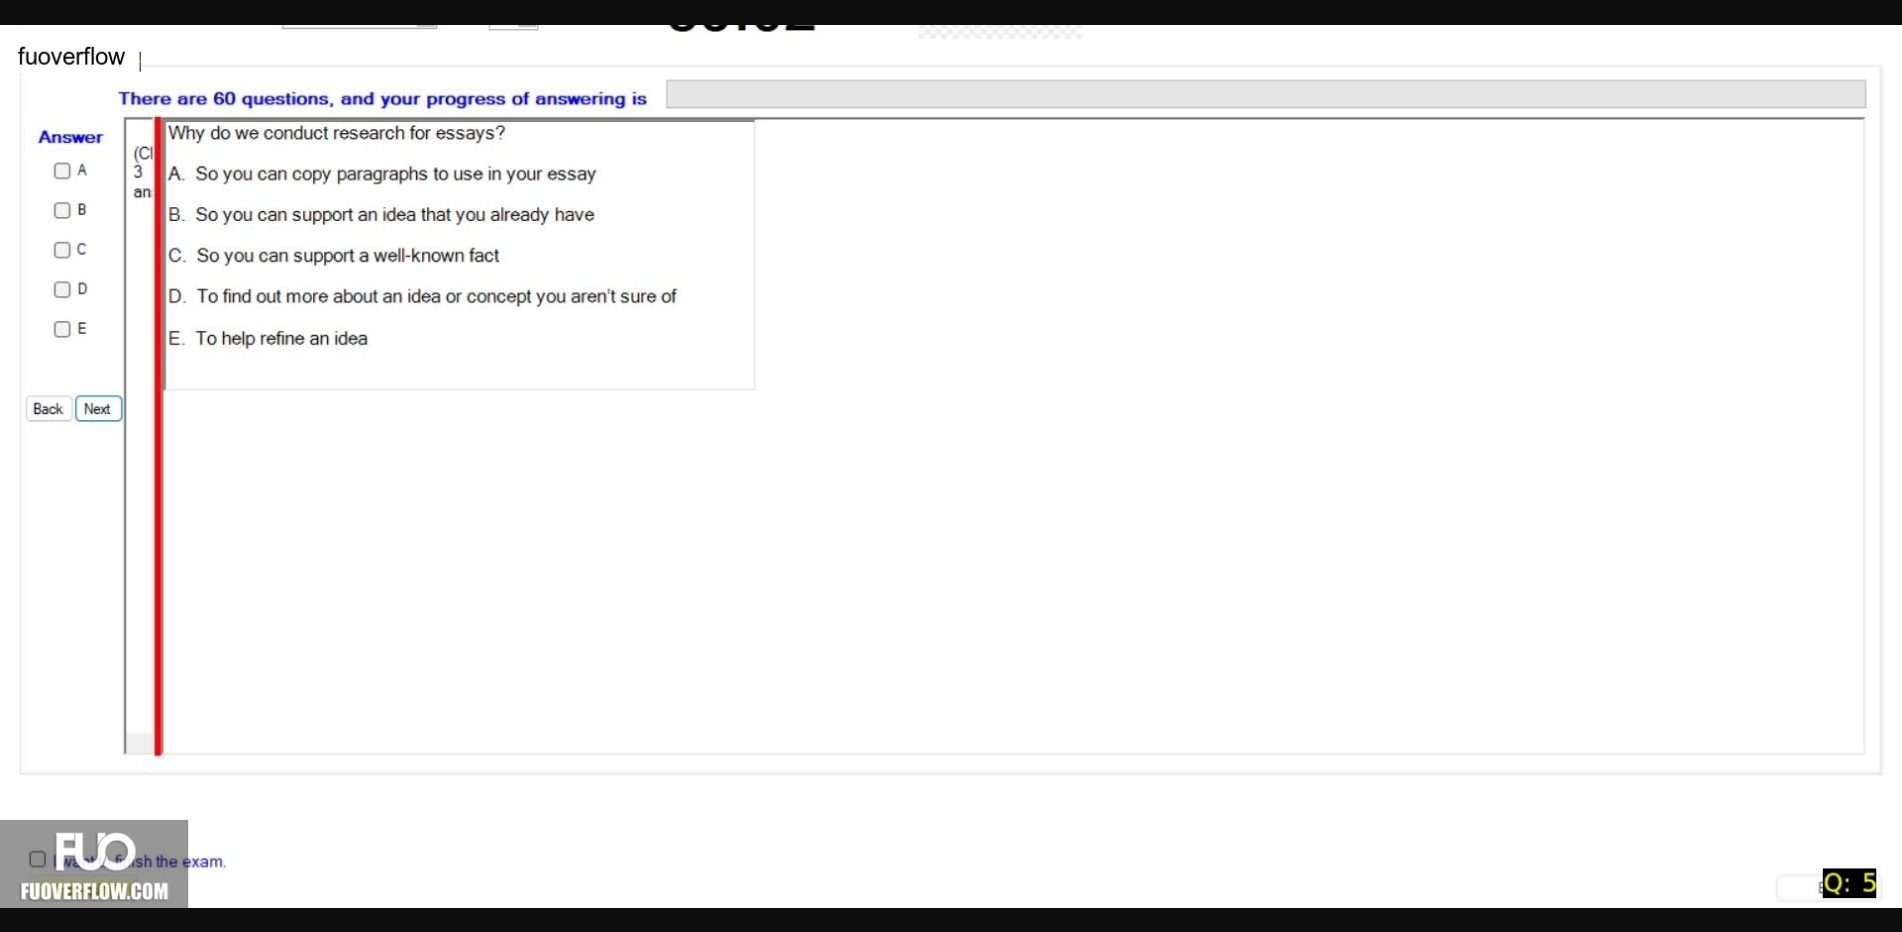 fuoverflow
There are 60 questions, and your progress of answering is
Answer
A
B
C
D
E
Back Next
(Cl
3
an
Why do we conduct research for essays?
A. So you can copy paragraphs to use in your essay
B. So you can support an idea that you already have
C. So you can support a well-known fact
D. To find out more about an idea or concept you aren't sure of
E. To help refine an idea
FUO
the exam.
FUOVERFLOW.COM
Q: 5